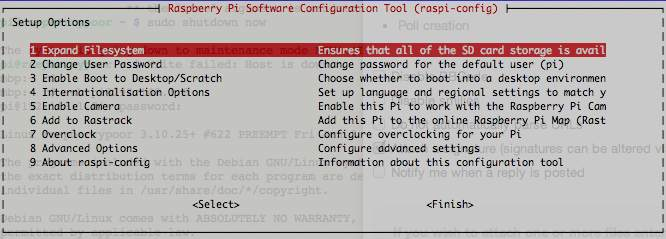 Raspberry Pi Software Configuration Tool (raspi-config)
Setup Options
1 Expand Filesystem Ensures that all of the SD card storage is avail
2 Change User Password Change password for the default user (pi)
3 Enable Boot to Desktop/Scratch Choose whether to boot into a desktop environmen
4 Internationalisation Options Set up language and regional settings to match y
5 Enable Camera Enable this Pi to work with the Raspberry Pi Cam
6 Add to Rastrack Add this Pi to the online Raspberry Pi Map (Rast
7 Overclock Configure overclocking for your Pi
8 Advanced Options Configure advanced settings
9 About raspi-config Information about this configuration tool
<Select> <Finish>